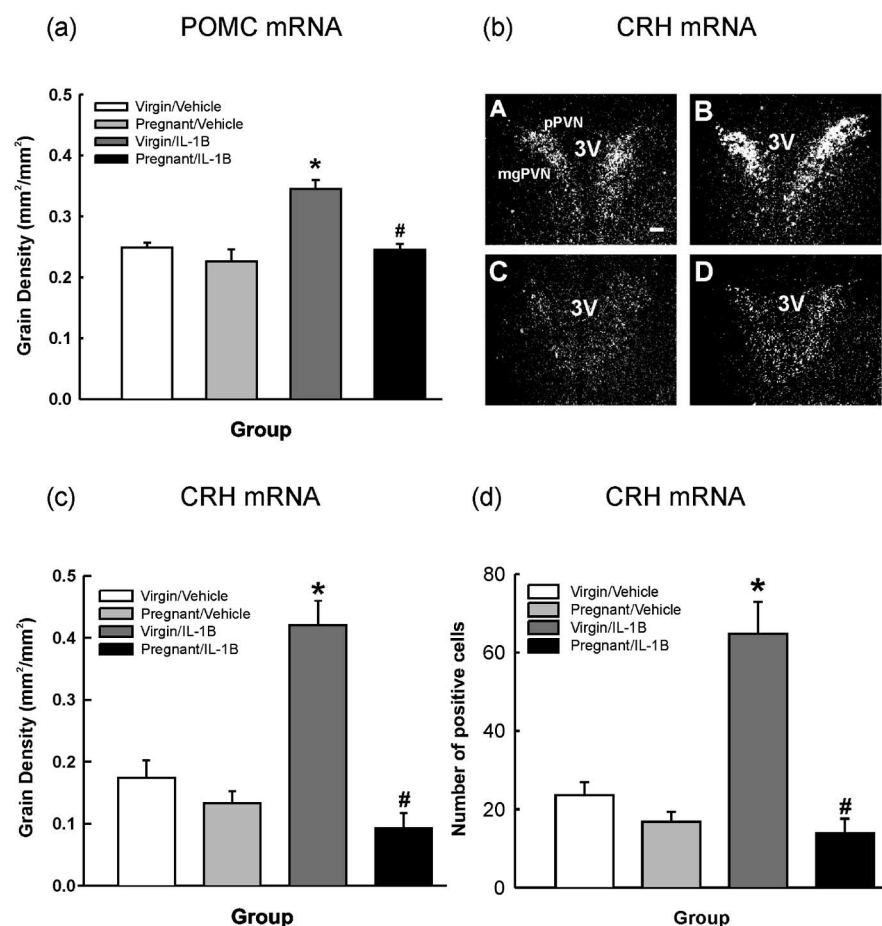 (a) POMC mRNA
0.5
0.4
0.3
0.2
0.1
0.0
Grain Density (mm²/mm²)
Virgin/Vehicle
Pregnant/Vehicle
Virgin/IL-1B
Pregnant/IL-1B
*
#
Group
(b) CRH mRNA
A
pPVN
3V
mgPVN
B
3V
C
3V
D
3V
(c) CRH mRNA
0.5
0.4
0.3
0.2
0.1
0.0
Grain Density (mm²/mm²)
Virgin/Vehicle
Pregnant/Vehicle
Virgin/IL-1B
Pregnant/IL-1B
*
#
Group
(d) CRH mRNA
80
60
40
20
0
Number of positive cells
Virgin/Vehicle
Pregnant/Vehicle
Virgin/IL-1B
Pregnant/IL-1B
*
#
Group